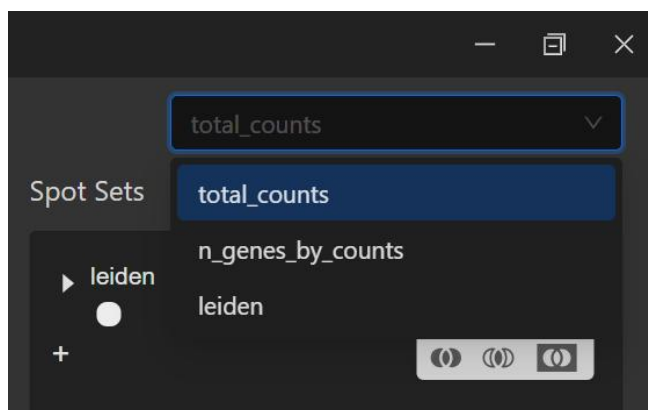 total_counts
Spot Sets
total_counts
n_genes_by_counts
leiden
leiden
+